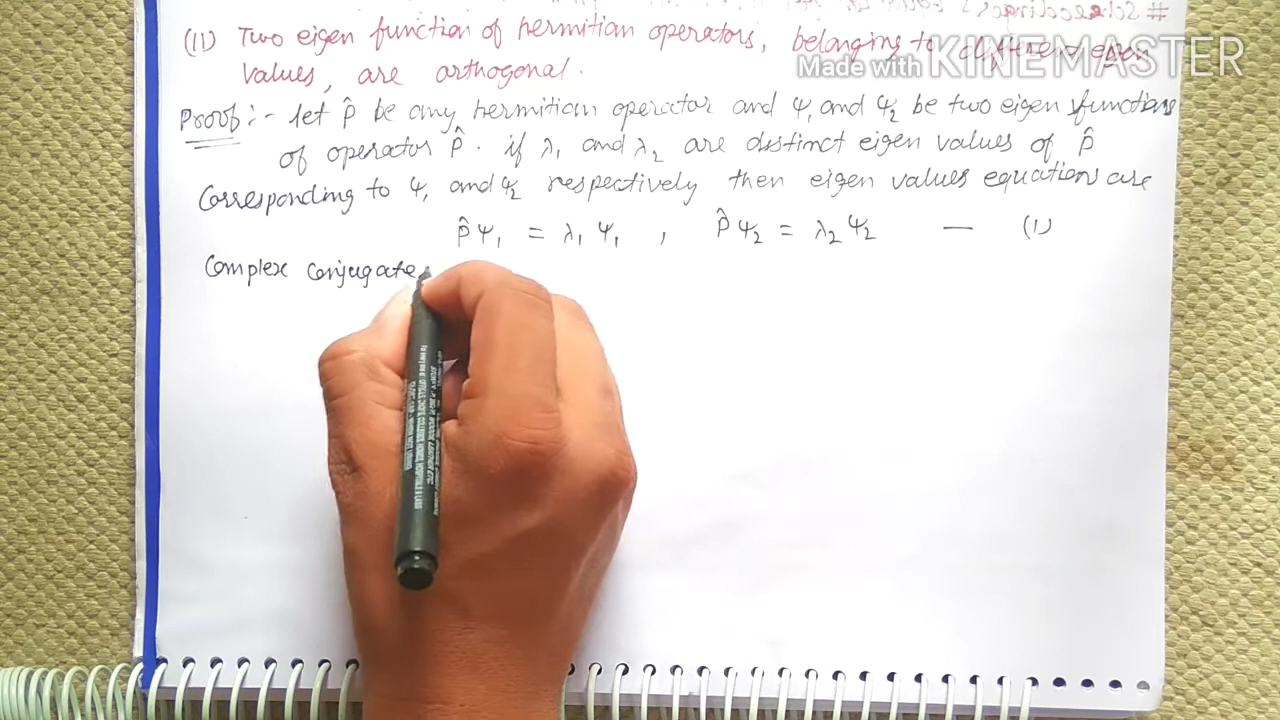 (11) Two eigen function of hermitian operators, belonging to different eigen
values, are orthogonal.
Made with KINEMASTER
Proof :- let P̂ be any hermitian operator and Ψ₁ and Ψ₂ be two eigen functions
of operator P̂. if λ₁ and λ₂ are distinct eigen values of P̂
Corresponding to Ψ₁ and Ψ₂ respectively then eigen values equations are
P̂Ψ₁ = λ₁Ψ₁ , P̂Ψ₂ = λ₂Ψ₂ — (1)
Complex conjugate